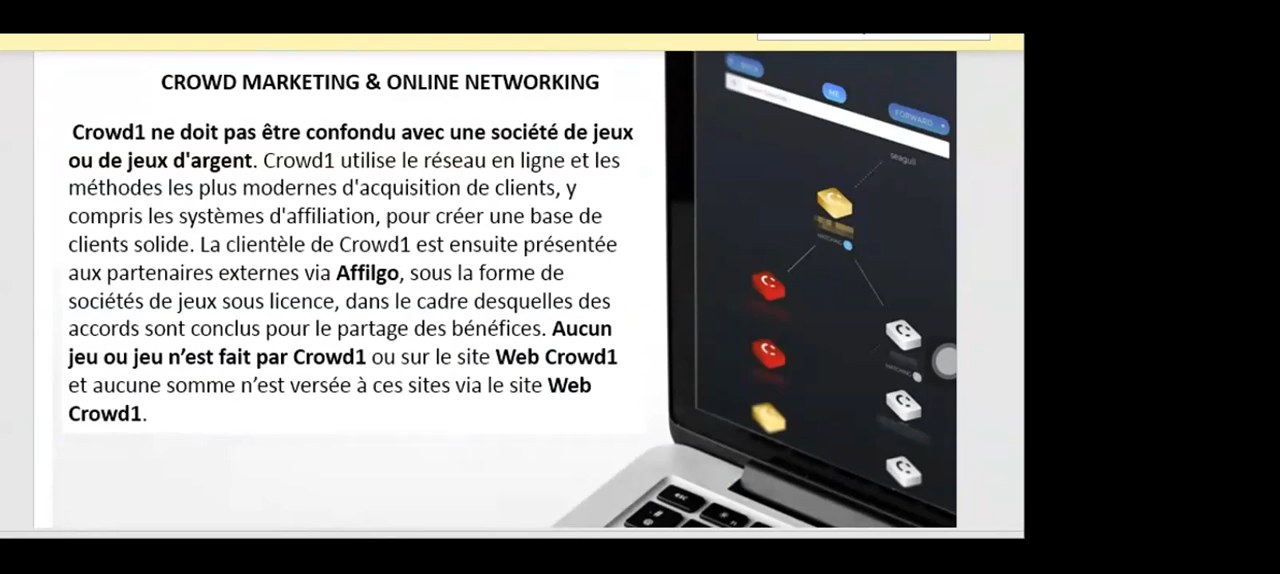 CROWD MARKETING & ONLINE NETWORKING
Crowd1 ne doit pas être confondu avec une société de jeux
ou de jeux d'argent. Crowd1 utilise le réseau en ligne et les
méthodes les plus modernes d'acquisition de clients, y
compris les systèmes d'affiliation, pour créer une base de
clients solide. La clientèle de Crowd1 est ensuite présentée
aux partenaires externes via Affilgo, sous la forme de
sociétés de jeux sous licence, dans le cadre desquelles des
accords sont conclus pour le partage des bénéfices. Aucun
jeu ou jeu n’est fait par Crowd1 ou sur le site Web Crowd1
et aucune somme n’est versée à ces sites via le site Web
Crowd1.
BACK
ME
FORWARD
seagull
MATCHING
MATCHING
esc